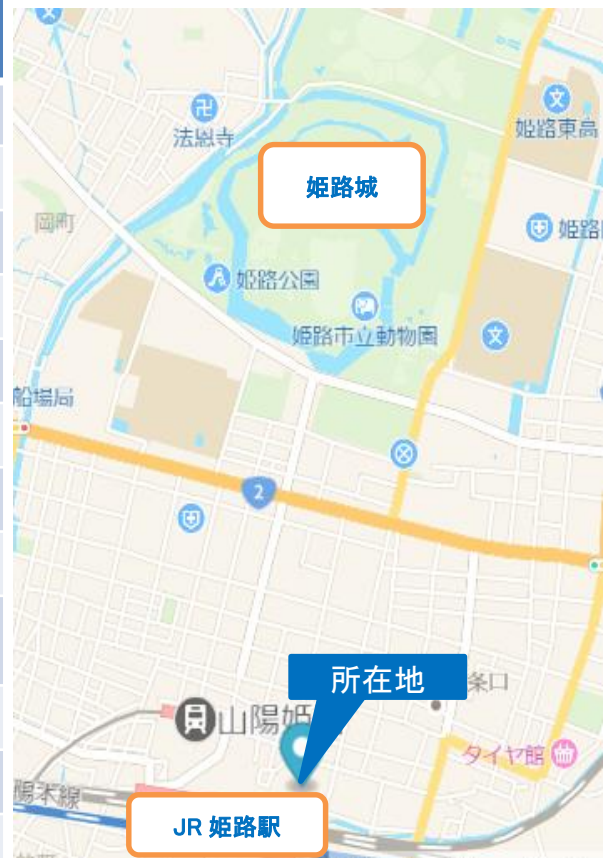 法恩寺
姫路東高
姫路城
岡町
姫路
姫路公園
姫路市立動物園
船場局
2
所在地
条口
山陽姫
タイヤ館
陽本線
JR 姫路駅